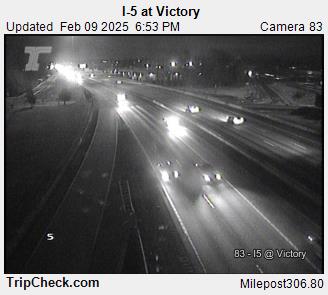 I-5 at Victory
Updated Feb 09 2025 6:53 PM Camera 83
S
83 - I5 @ Victory
TripCheck.com Milepost306.80